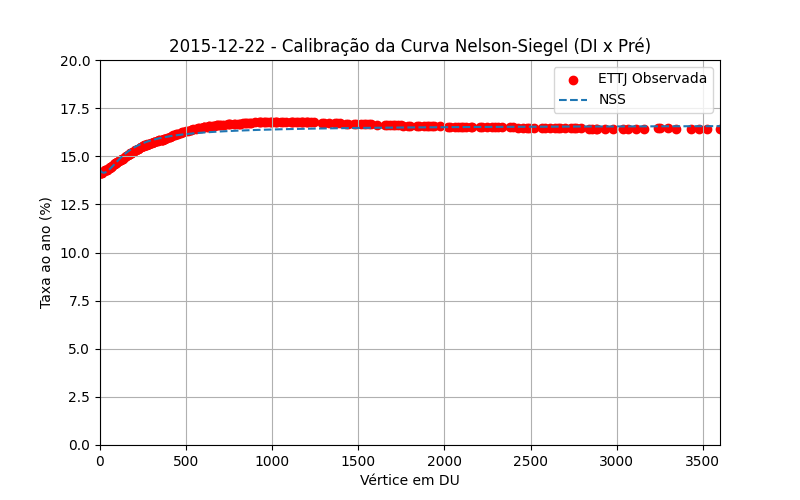 2015-12-22 - Calibração da Curva Nelson-Siegel (DI x Pré)
ETTJ Observada
NSS
Taxa ao ano (%)
20.0
17.5
15.0
12.5
10.0
7.5
5.0
2.5
0.0
0 500 1000 1500 2000 2500 3000 3500
Vértice em DU